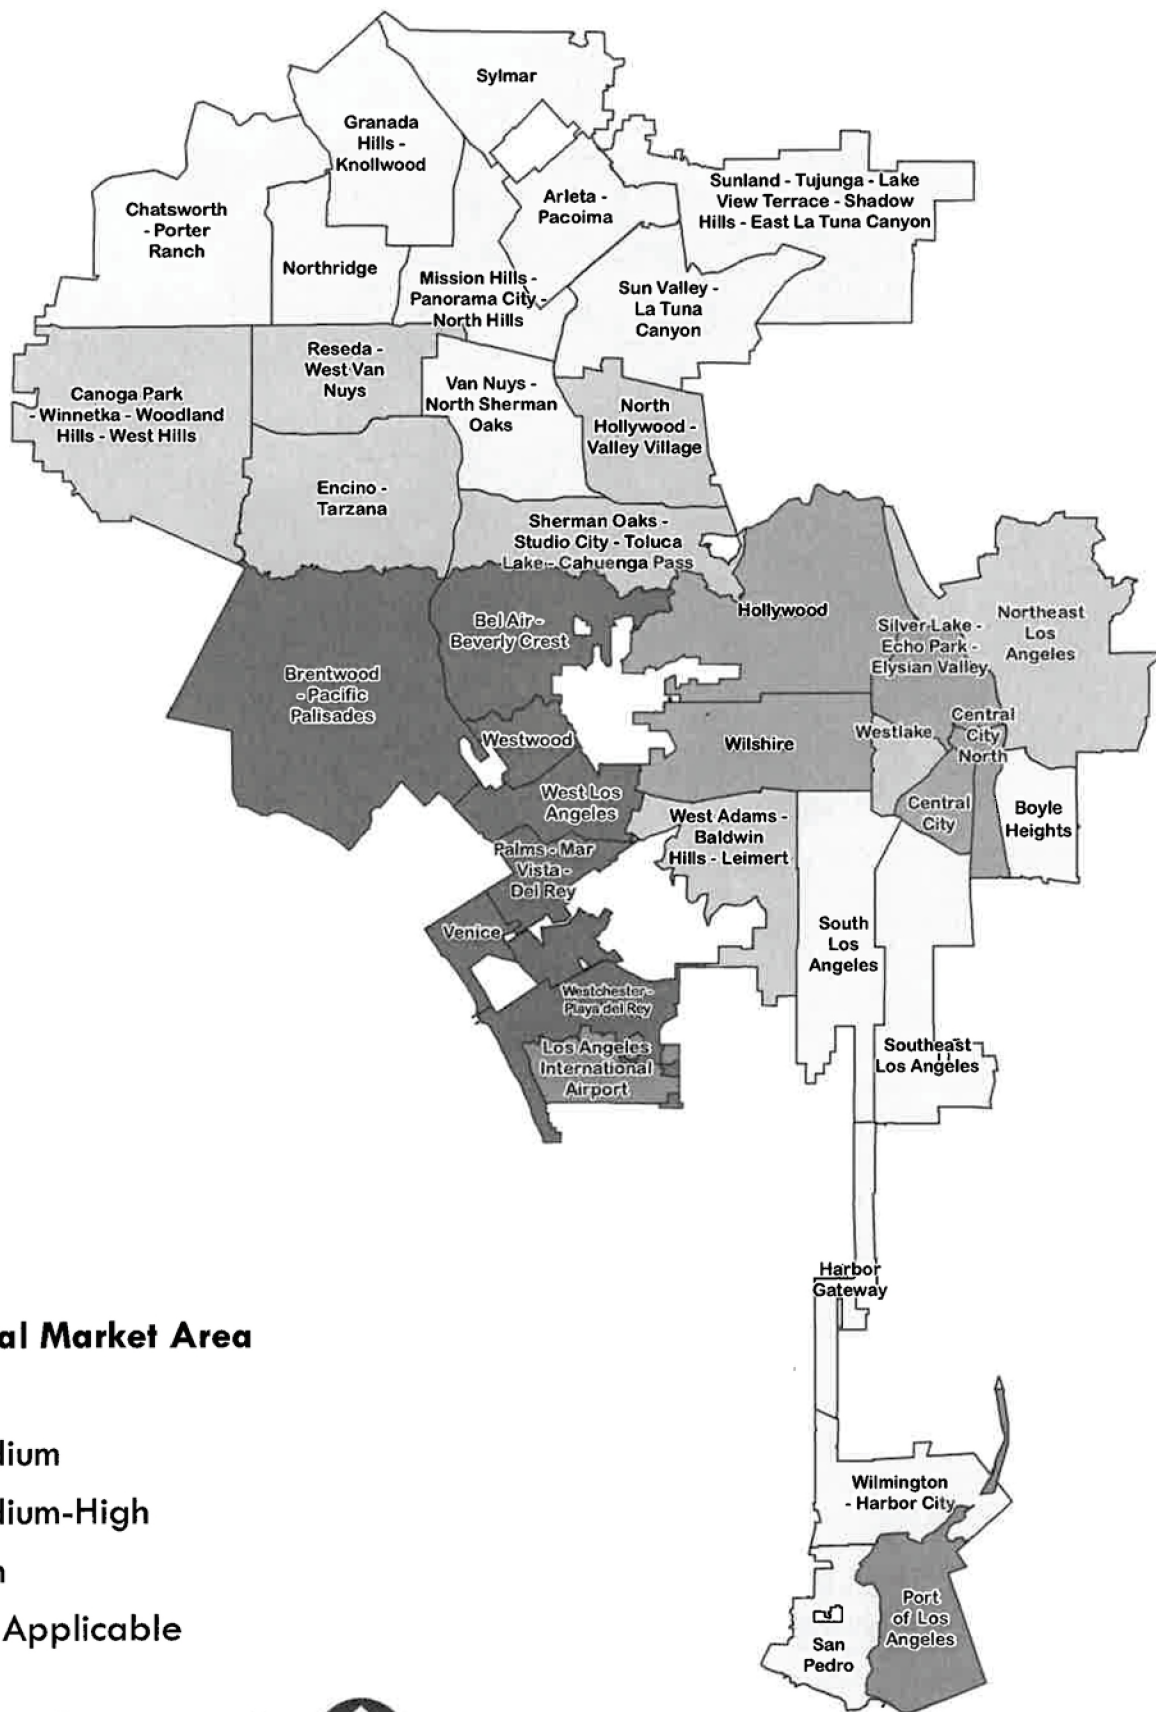 Sylmar
Granada
Hills -
Knollwood
Sunland - Tujunga - Lake
View Terrace - Shadow
Hills - East La Tuna Canyon
Arleta -
Pacoima
Chatsworth
- Porter
Ranch
Northridge
Mission Hills -
Panorama City -
North Hills
Sun Valley -
La Tuna
Canyon
Reseda -
West Van
Nuys
Canoga Park
- Winnetka - Woodland
Hills - West Hills
Van Nuys -
North Sherman
Oaks
North
Hollywood -
Valley Village
Encino -
Tarzana
Sherman Oaks -
Studio City - Toluca
Lake - Cahuenga Pass
Hollywood
Northeast
Los
Angeles
Silver Lake -
Echo Park -
Elysian Valley
Bel Air -
Beverly Crest
Brentwood
- Pacific
Palisades
Westwood
Wilshire
Westlake
Central
City
North
West Los
Angeles
Central
City
Boyle
Heights
West Adams -
Baldwin
Hills - Leimert
Palms - Mar
Vista -
Del Rey
Venice
South
Los
Angeles
Westchester -
Playa del Rey
Los Angeles
International
Airport
Southeast
Los Angeles
Harbor
Gateway
al Market Area
dium
dium-High
h
Applicable
Wilmington
- Harbor City
Port
of Los
Angeles
San
Pedro